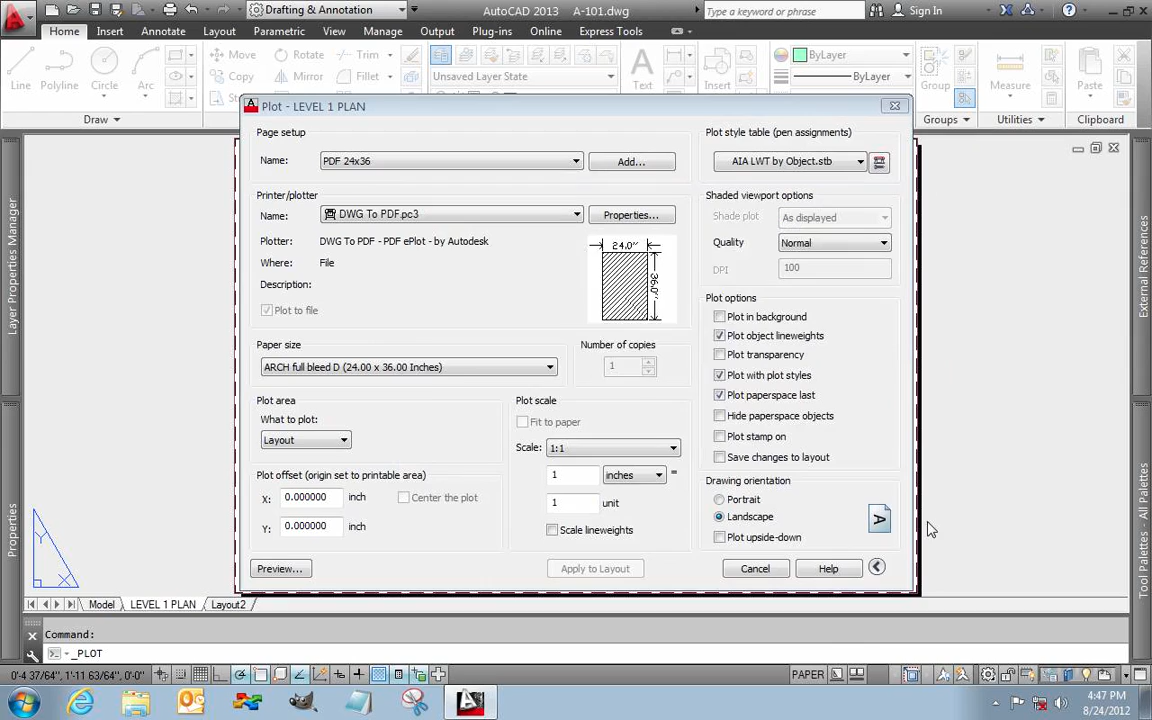 Drafting & Annotation
AutoCAD 2013 A-101.dwg
Type a keyword or phrase
Sign In
Home Insert Annotate Layout Parametric View Manage Output Plug-ins Online Express Tools
Line Polyline Circle Arc
Move Rotate Trim
Copy Mirror Fillet
Unsaved Layer State
Text Insert
ByLayer
ByLayer
Group Measure Paste
Draw Groups Utilities Clipboard
Plot - LEVEL 1 PLAN
Page setup
Name: PDF 24x36 Add...
Printer/plotter
Name: DWG To PDF.pc3 Properties...
Plotter: DWG To PDF - PDF ePlot - by Autodesk
Where: File
Description:
Plot to file
24.0''
36.0''
Paper size
ARCH full bleed D (24.00 x 36.00 Inches)
Number of copies
1
Plot area
What to plot:
Layout
Plot offset (origin set to printable area)
X: 0.000000 inch Center the plot
Y: 0.000000 inch
Plot scale
Fit to paper
Scale: 1:1
1 inches =
1 unit
Scale lineweights
Plot style table (pen assignments)
AIA LWT by Object.stb
Shaded viewport options
Shade plot As displayed
Quality Normal
DPI 100
Plot options
Plot in background
Plot object lineweights
Plot transparency
Plot with plot styles
Plot paperspace last
Hide paperspace objects
Plot stamp on
Save changes to layout
Drawing orientation
Portrait
Landscape
Plot upside-down
A
Preview... Apply to Layout Cancel Help
Layer Properties Manager
Properties
External References
Tool Palettes - All Palettes
Y
X
Model LEVEL 1 PLAN Layout2
Command:
_PLOT
0'-4 37/64", 1'-11 63/64", 0'-0"
PAPER
4:47 PM
8/24/2012